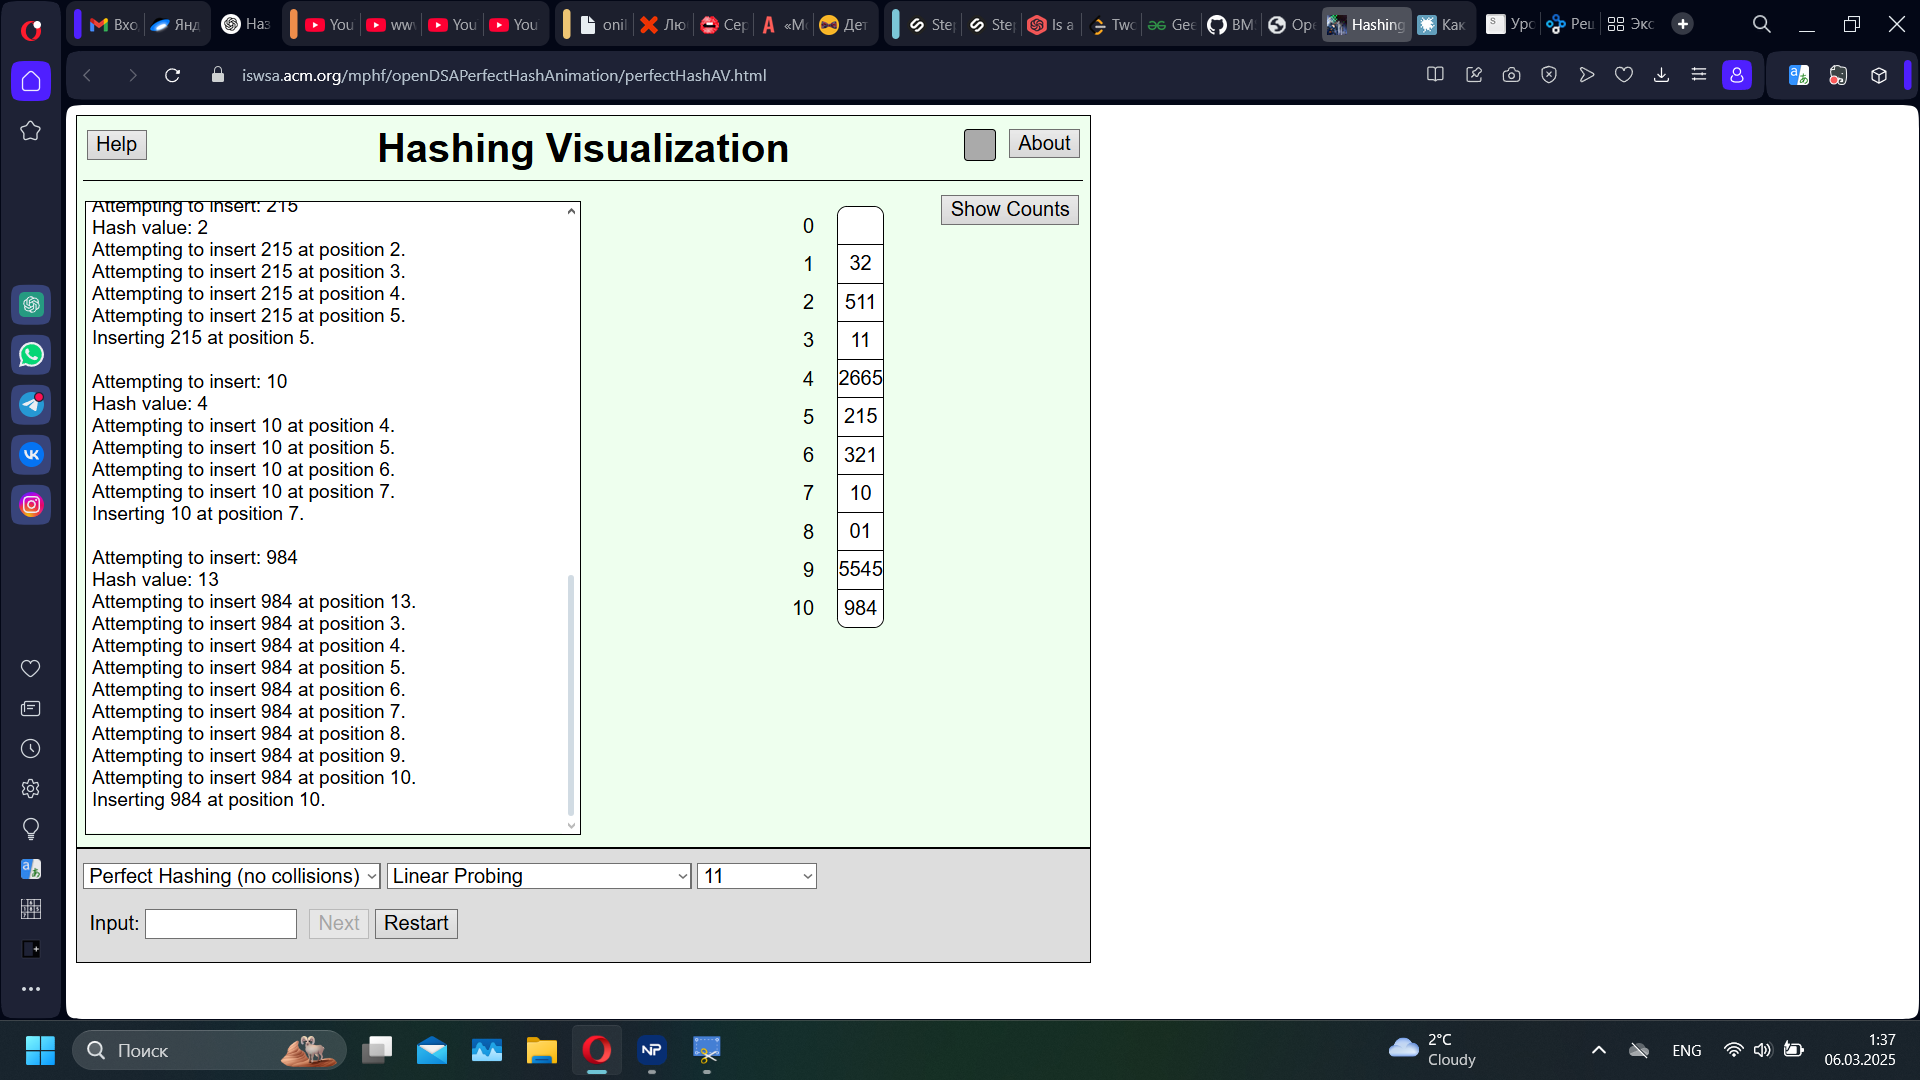 Вхо
Янд
Наз
You
ww
You
You
onil
Лю
Сер
«М
Дет
Step
Step
Is a
Twc
Gee
BM
Ope
Hashing
Как
Урс
Реш
Экс
iswsa.acm.org/mphf/openDSAPerfectHashAnimation/perfectHashAV.html
Help
Hashing Visualization
About
Show Counts
Attempting to insert: 215
Hash value: 2
Attempting to insert 215 at position 2.
Attempting to insert 215 at position 3.
Attempting to insert 215 at position 4.
Attempting to insert 215 at position 5.
Inserting 215 at position 5.
Attempting to insert: 10
Hash value: 4
Attempting to insert 10 at position 4.
Attempting to insert 10 at position 5.
Attempting to insert 10 at position 6.
Attempting to insert 10 at position 7.
Inserting 10 at position 7.
Attempting to insert: 984
Hash value: 13
Attempting to insert 984 at position 13.
Attempting to insert 984 at position 3.
Attempting to insert 984 at position 4.
Attempting to insert 984 at position 5.
Attempting to insert 984 at position 6.
Attempting to insert 984 at position 7.
Attempting to insert 984 at position 8.
Attempting to insert 984 at position 9.
Attempting to insert 984 at position 10.
Inserting 984 at position 10.
0
1 32
2 511
3 11
4 2665
5 215
6 321
7 10
8 01
9 5545
10 984
Perfect Hashing (no collisions)
Linear Probing
11
Input:
Next
Restart
Поиск
NP
2°C
Cloudy
ENG
1:37
06.03.2025